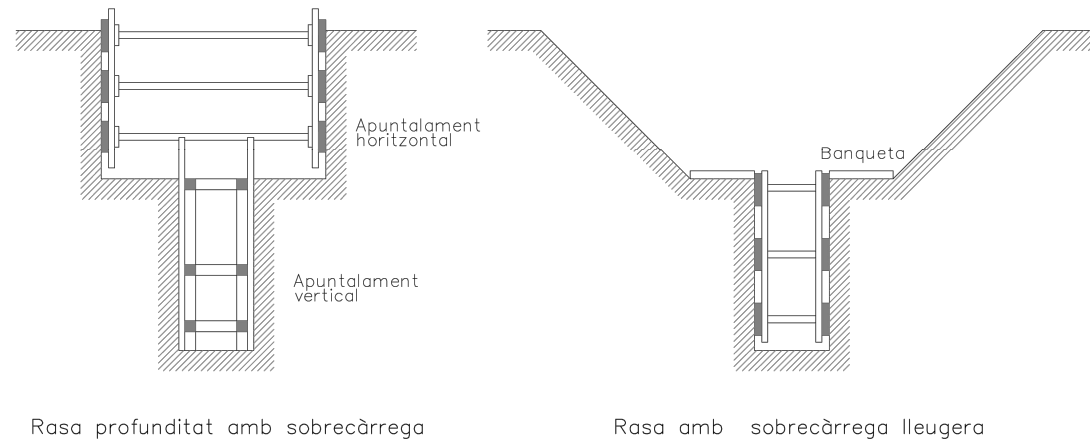 Apuntalament
horitzontal
Banqueta
Apuntalament
vertical
Rasa profunditat amb sobrecàrrega
Rasa amb sobrecàrrega lleugera